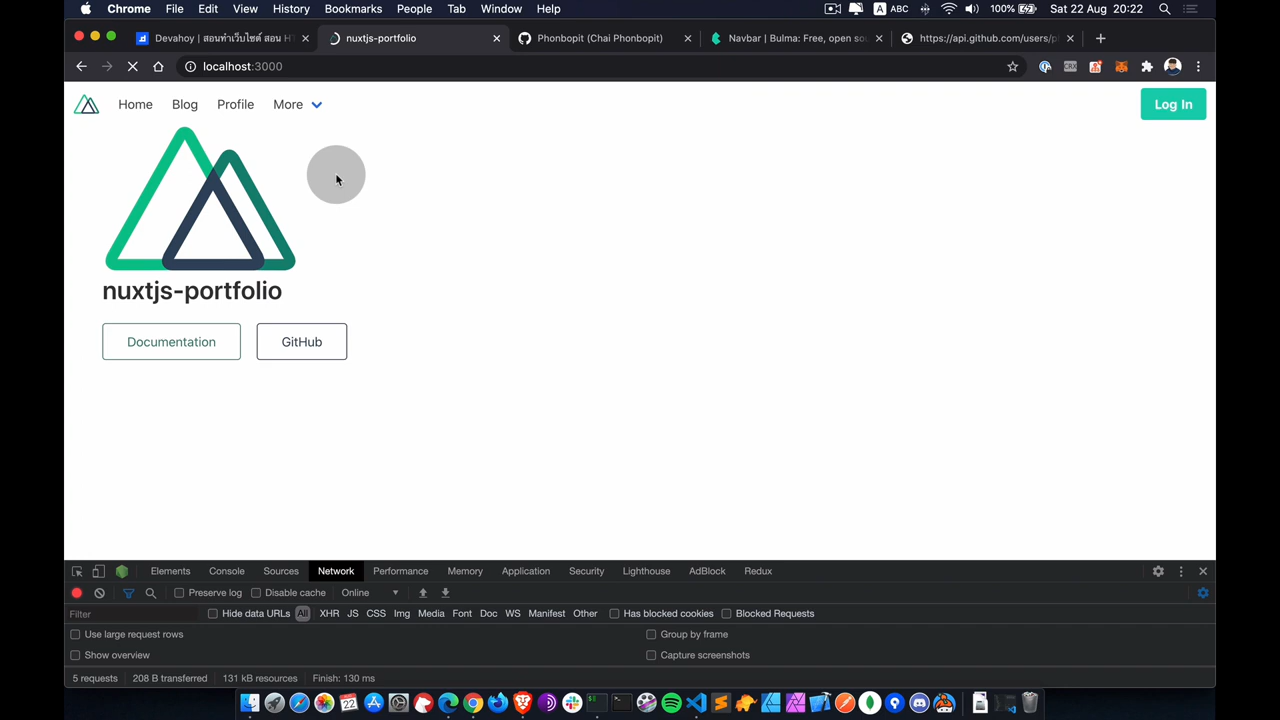 Chrome File Edit View History Bookmarks People Tab Window Help A ABC 100% Sat 22 Aug 20:22
Devahoy | สอนทำเว็บไซต์ สอน HT
nuxtjs-portfolio
Phonbopit (Chai Phonbopit)
Navbar | Bulma: Free, open so
https://api.github.com/users/p
localhost:3000
Home Blog Profile More Log In
nuxtjs-portfolio
Documentation GitHub
Elements Console Sources Network Performance Memory Application Security Lighthouse AdBlock Redux
Preserve log Disable cache Online
Filter Hide data URLs All XHR JS CSS Img Media Font Doc WS Manifest Other Has blocked cookies Blocked Requests
Use large request rows Group by frame
Show overview Capture screenshots
5 requests 208 B transferred 131 kB resources Finish: 130 ms
22